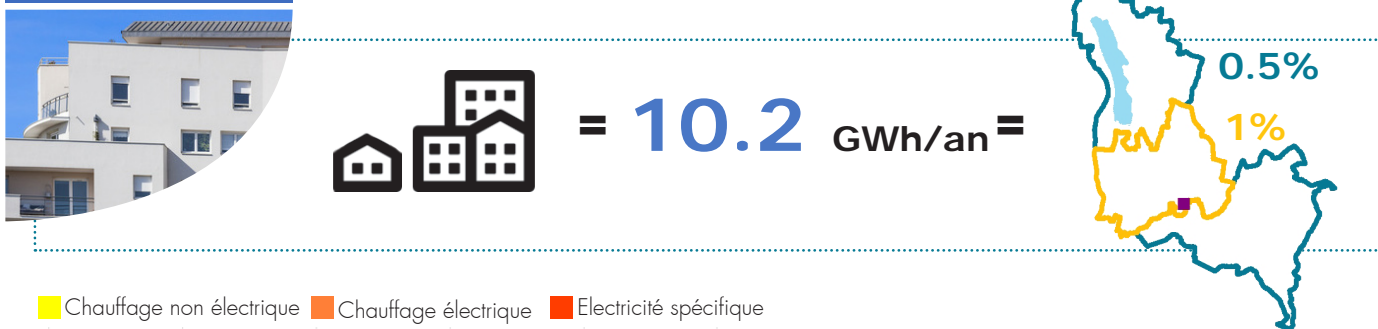 0.5%
= 10.2 GWh/an =
1%
Chauffage non électrique Chauffage électrique Electricité spécifique